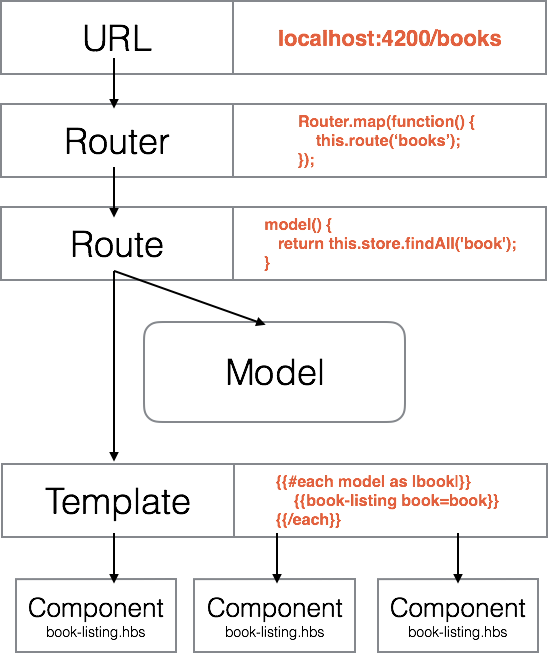 URL
localhost:4200/books
Router
Router.map(function() {
this.route(‘books’);
});
Route
model() {
return this.store.findAll('book');
}
Model
Template
{{#each model as |book|}}
{{book-listing book=book}}
{{/each}}
Component
book-listing.hbs
Component
book-listing.hbs
Component
book-listing.hbs